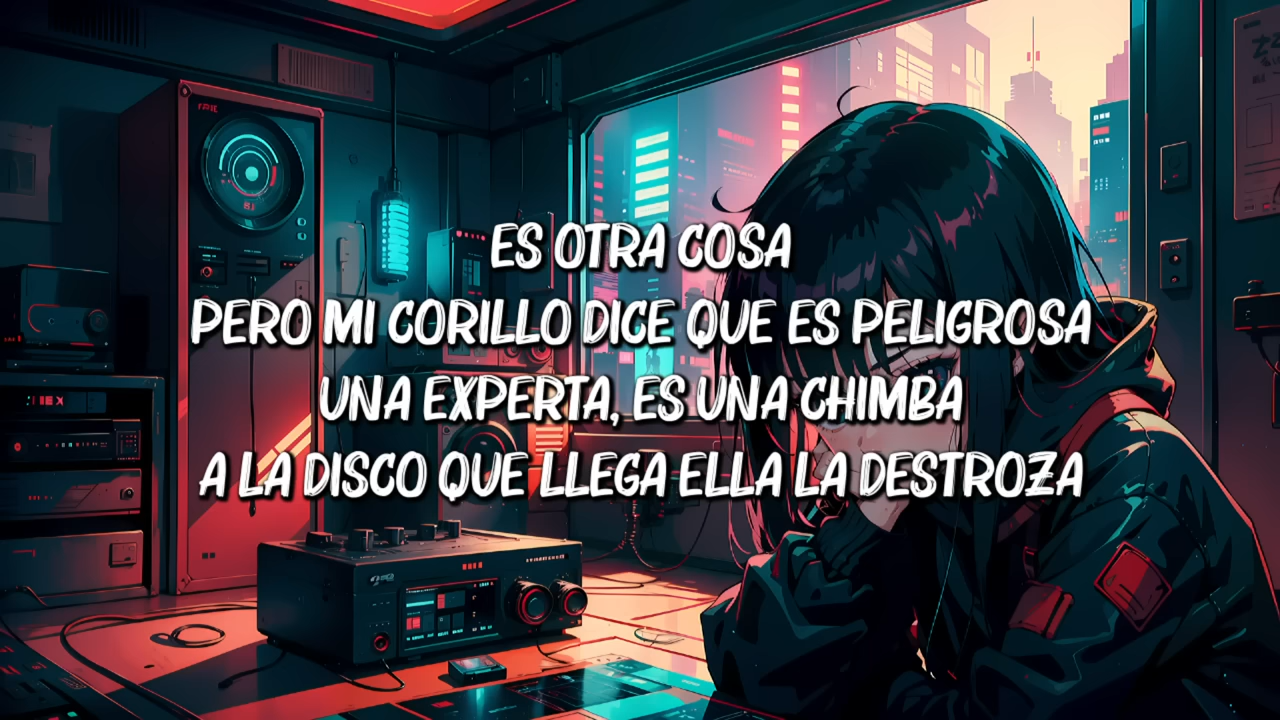 ES OTRA COSA
PERO MI CORILLO DICE QUE ES PELIGROSA
UNA EXPERTA, ES UNA CHIMBA
A LA DISCO QUE LLEGA ELLA LA DESTROZA